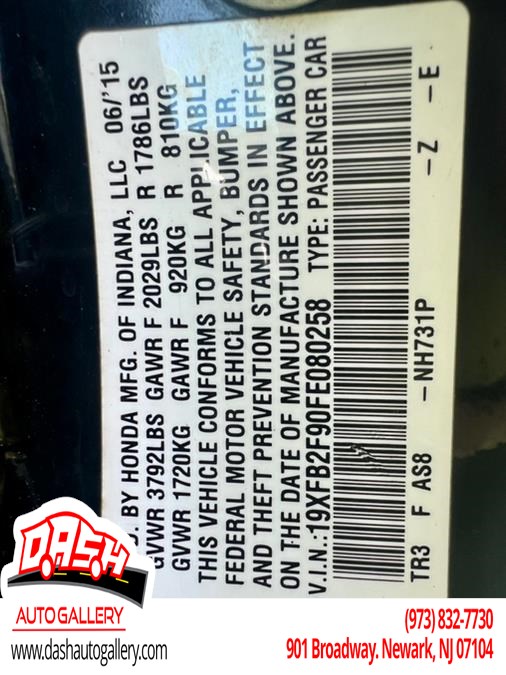 BY HONDA MFG. OF INDIANA, LLC 06/'15
GVWR 3792LBS GAWR F 2029LBS R 1786LBS
GVWR 1720KG GAWR F 920KG R 810KG
THIS VEHICLE CONFORMS TO ALL APPLICABLE
FEDERAL MOTOR VEHICLE SAFETY, BUMPER,
AND THEFT PREVENTION STANDARDS IN EFFECT
ON THE DATE OF MANUFACTURE SHOWN ABOVE.
V.I.N.:19XFB2F90FE080258 TYPE: PASSENGER CAR
TR3 F AS8 -NH731P -Z -E
DASH
AUTO GALLERY
www.dashautogallery.com
(973) 832-7730
901 Broadway. Newark, NJ 07104